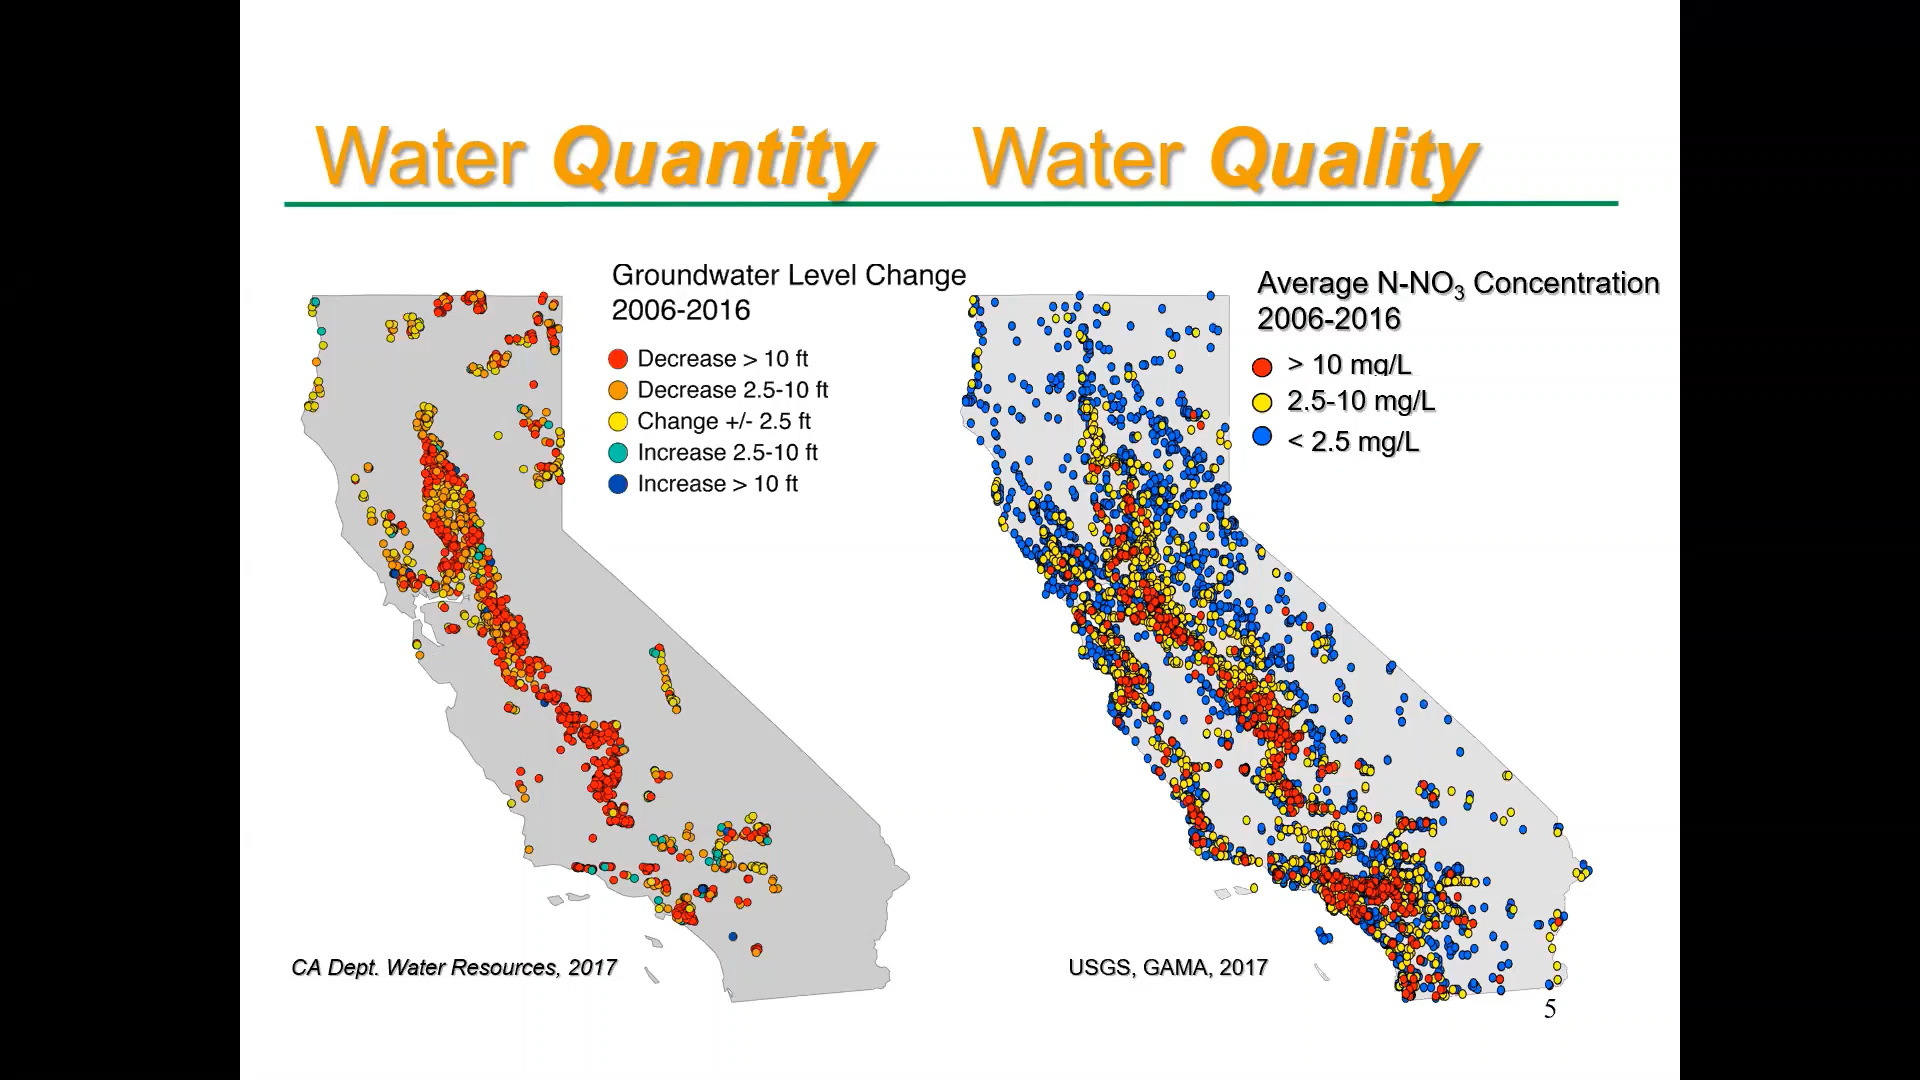 Water Quantity
Water Quality
Groundwater Level Change
2006-2016
Decrease > 10 ft
Decrease 2.5-10 ft
Change +/- 2.5 ft
Increase 2.5-10 ft
Increase > 10 ft
CA Dept. Water Resources, 2017
Average N-NO₃ Concentration
2006-2016
> 10 mg/L
2.5-10 mg/L
< 2.5 mg/L
USGS, GAMA, 2017
5